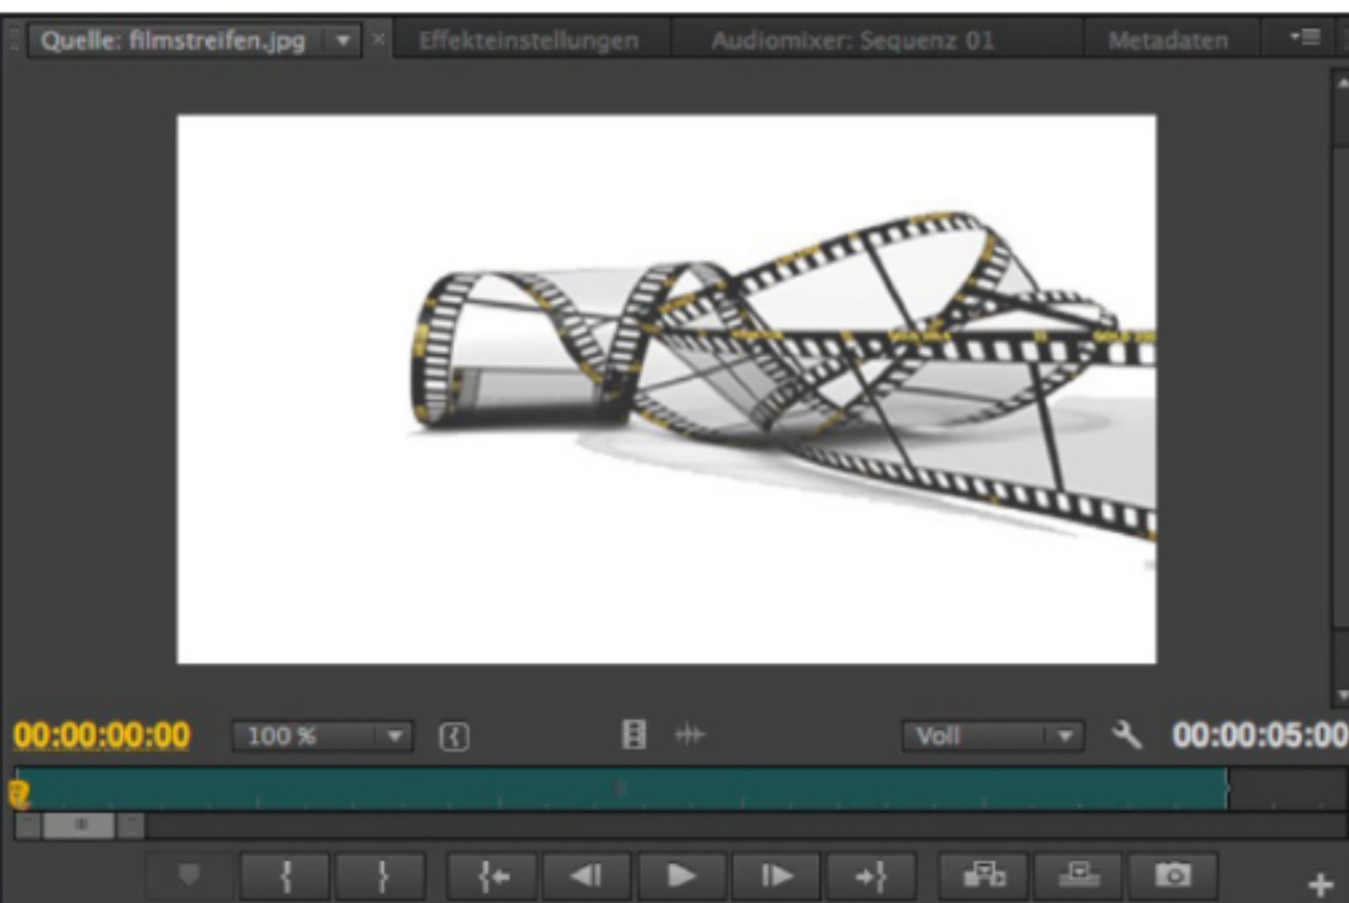 Quelle: filmstreifen.jpg
Effekteinstellungen
Audiomixer: Sequenz 01
Metadaten
00:00:00:00
100 %
Voll
00:00:05:00